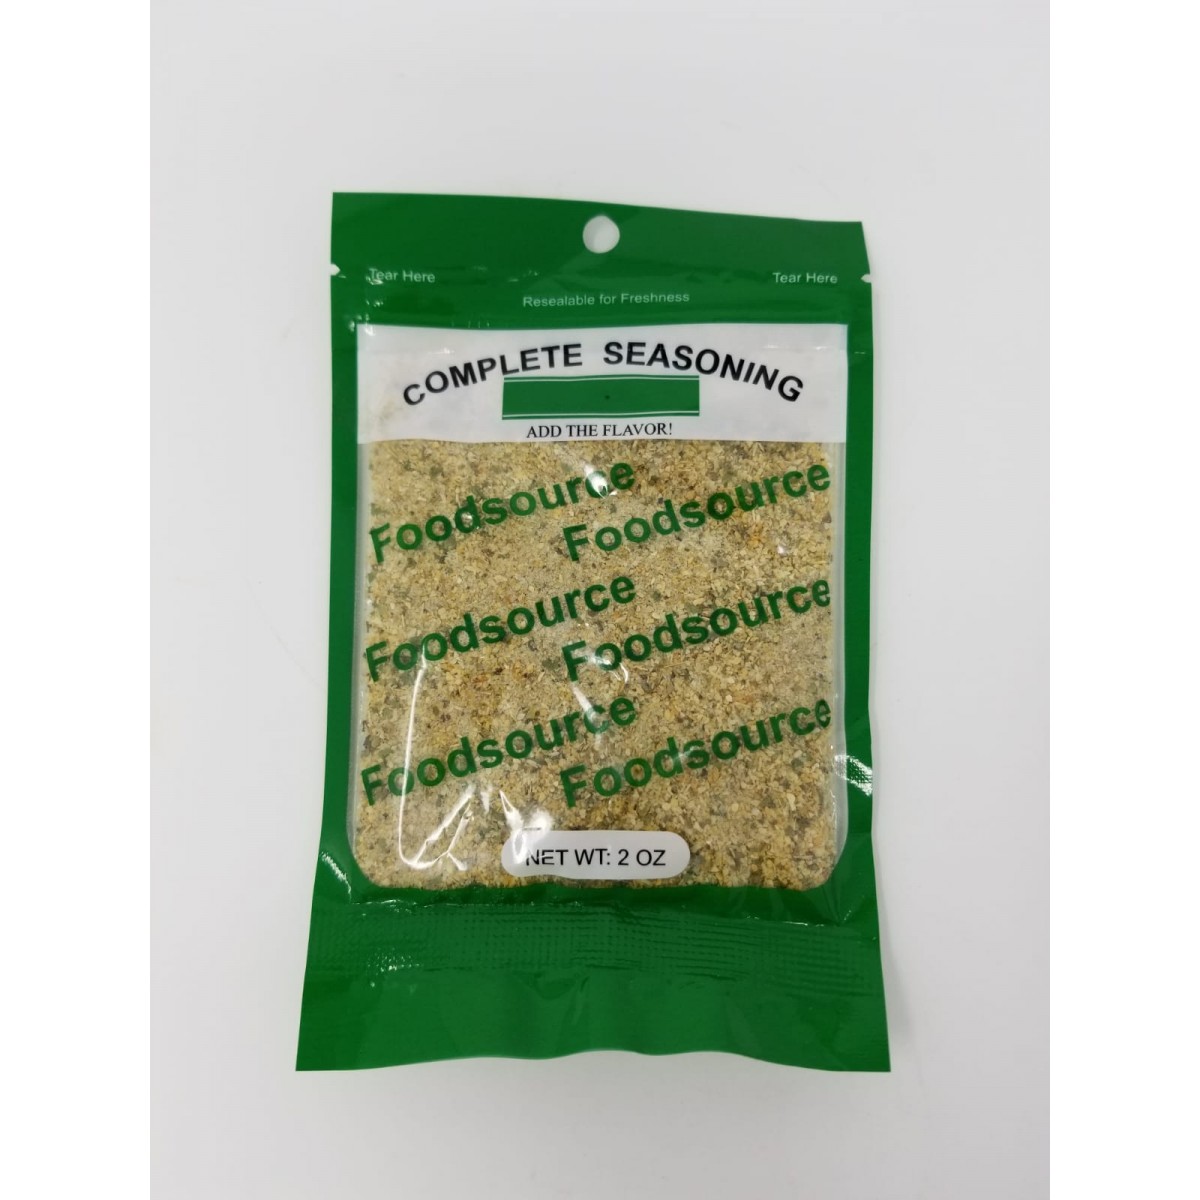 Tear Here
Tear Here
Resealable for Freshness
COMPLETE SEASONING
ADD THE FLAVOR!
Foodsource
Foodsource
Foodsource
Foodsource
Foodsource
Foodsource
NET WT: 2 OZ